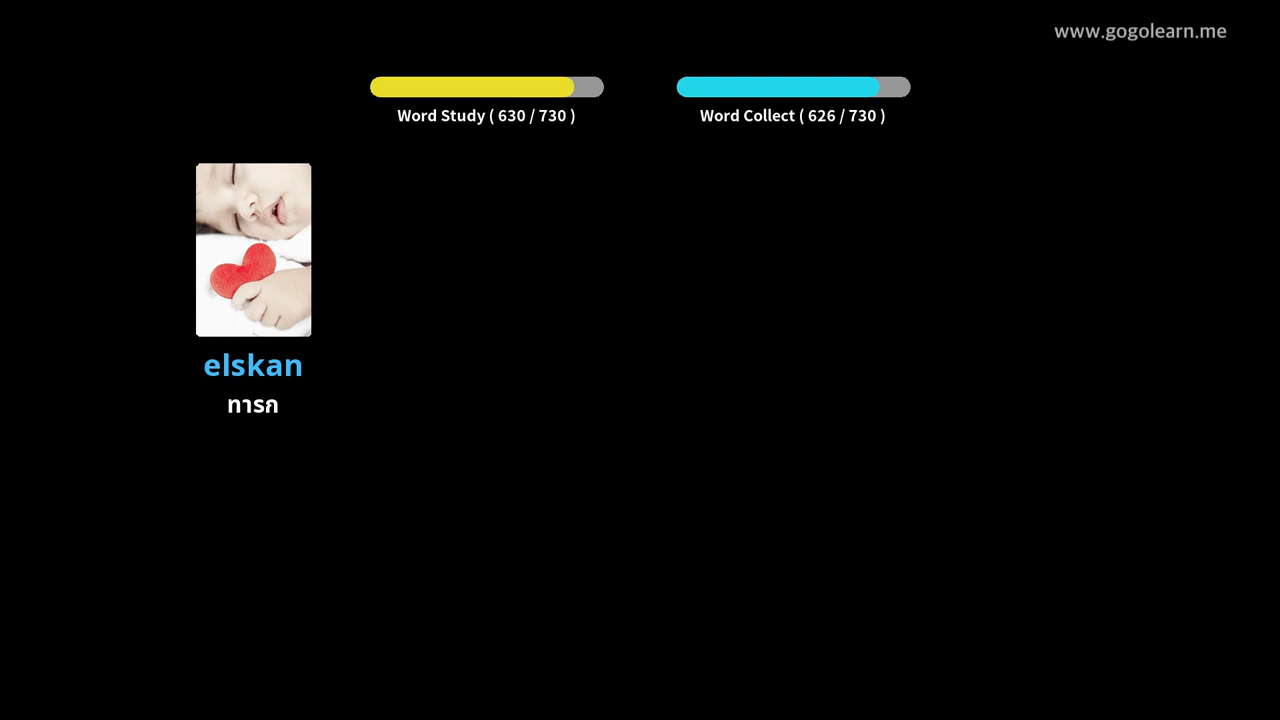 www.gogolearn.me
Word Study ( 630 / 730 )
Word Collect ( 626 / 730 )
elskan
ทารก